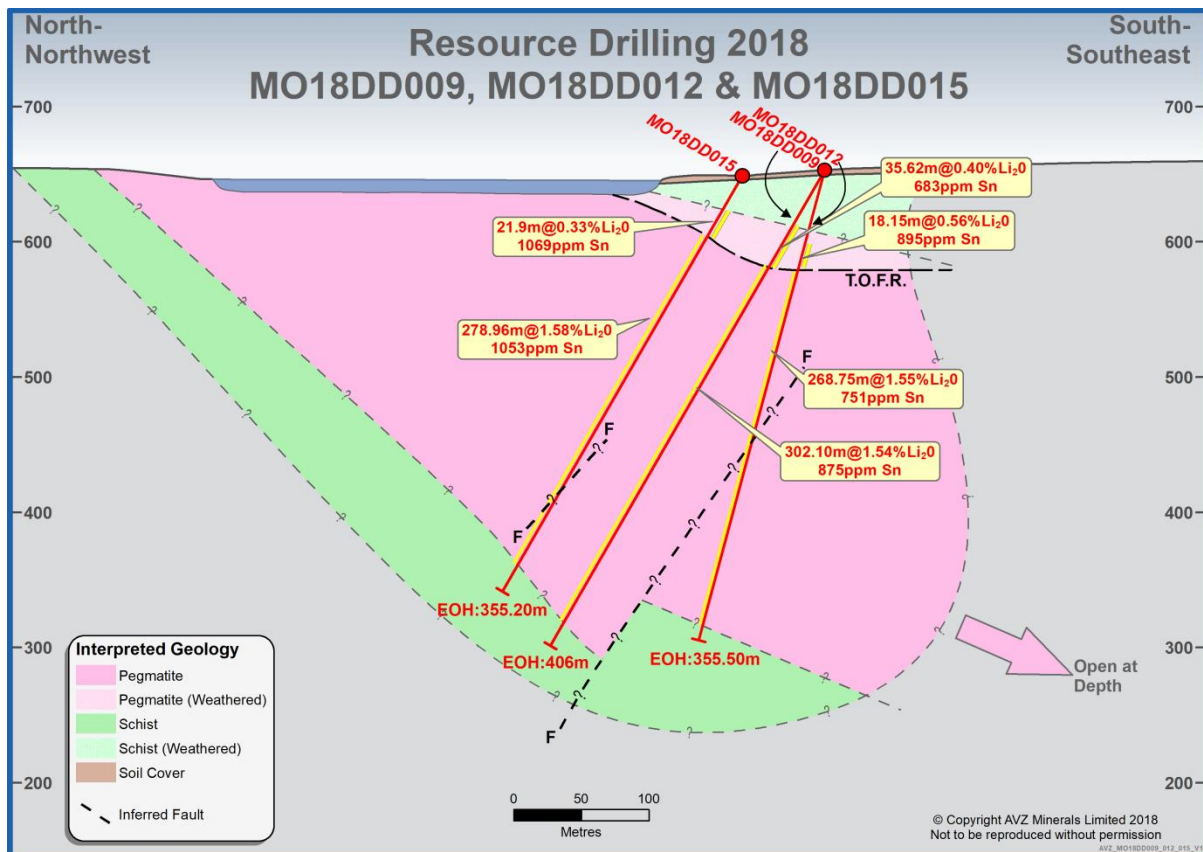 North-
Northwest
South-
Southeast
Resource Drilling 2018
MO18DD009, MO18DD012 & MO18DD015
700
700
MO18DD015
MO18DD012
MO18DD009
35.62m@0.40%Li₂0
683ppm Sn
21.9m@0.33%Li₂0
1069ppm Sn
18.15m@0.56%Li₂0
895ppm Sn
600
600
T.O.F.R.
278.96m@1.58%Li₂0
1053ppm Sn
F
268.75m@1.55%Li₂0
751ppm Sn
500
500
F
302.10m@1.54%Li₂0
875ppm Sn
400
400
F
EOH:355.20m
EOH:406m
EOH:355.50m
300
300
Open at
Depth
F
Interpreted Geology
Pegmatite
Pegmatite (Weathered)
Schist
Schist (Weathered)
Soil Cover
Inferred Fault
200
200
0
50
100
Metres
© Copyright AVZ Minerals Limited 2018
Not to be reproduced without permission
AVZ_MO18DD009_012_015_V1